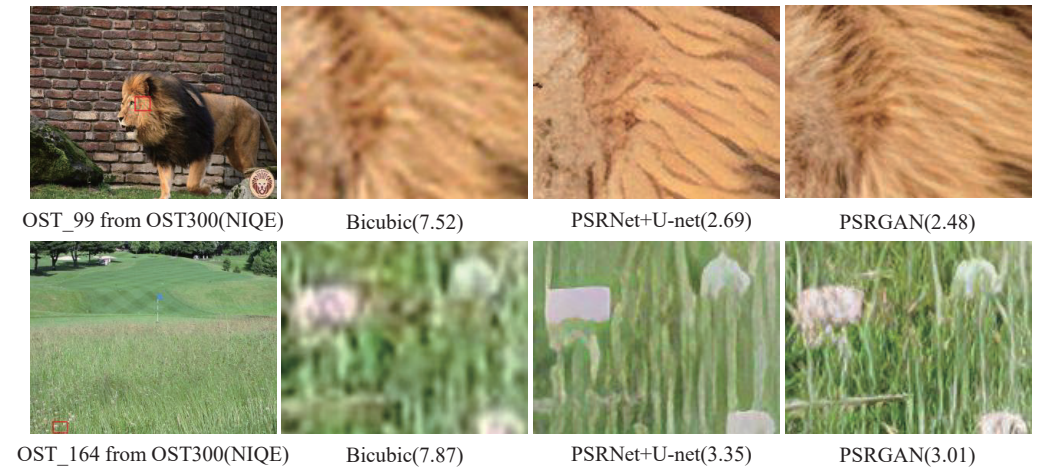 OST_99 from OST300(NIQE)
Bicubic(7.52)
PSRNet+U-net(2.69)
PSRGAN(2.48)
OST_164 from OST300(NIQE)
Bicubic(7.87)
PSRNet+U-net(3.35)
PSRGAN(3.01)